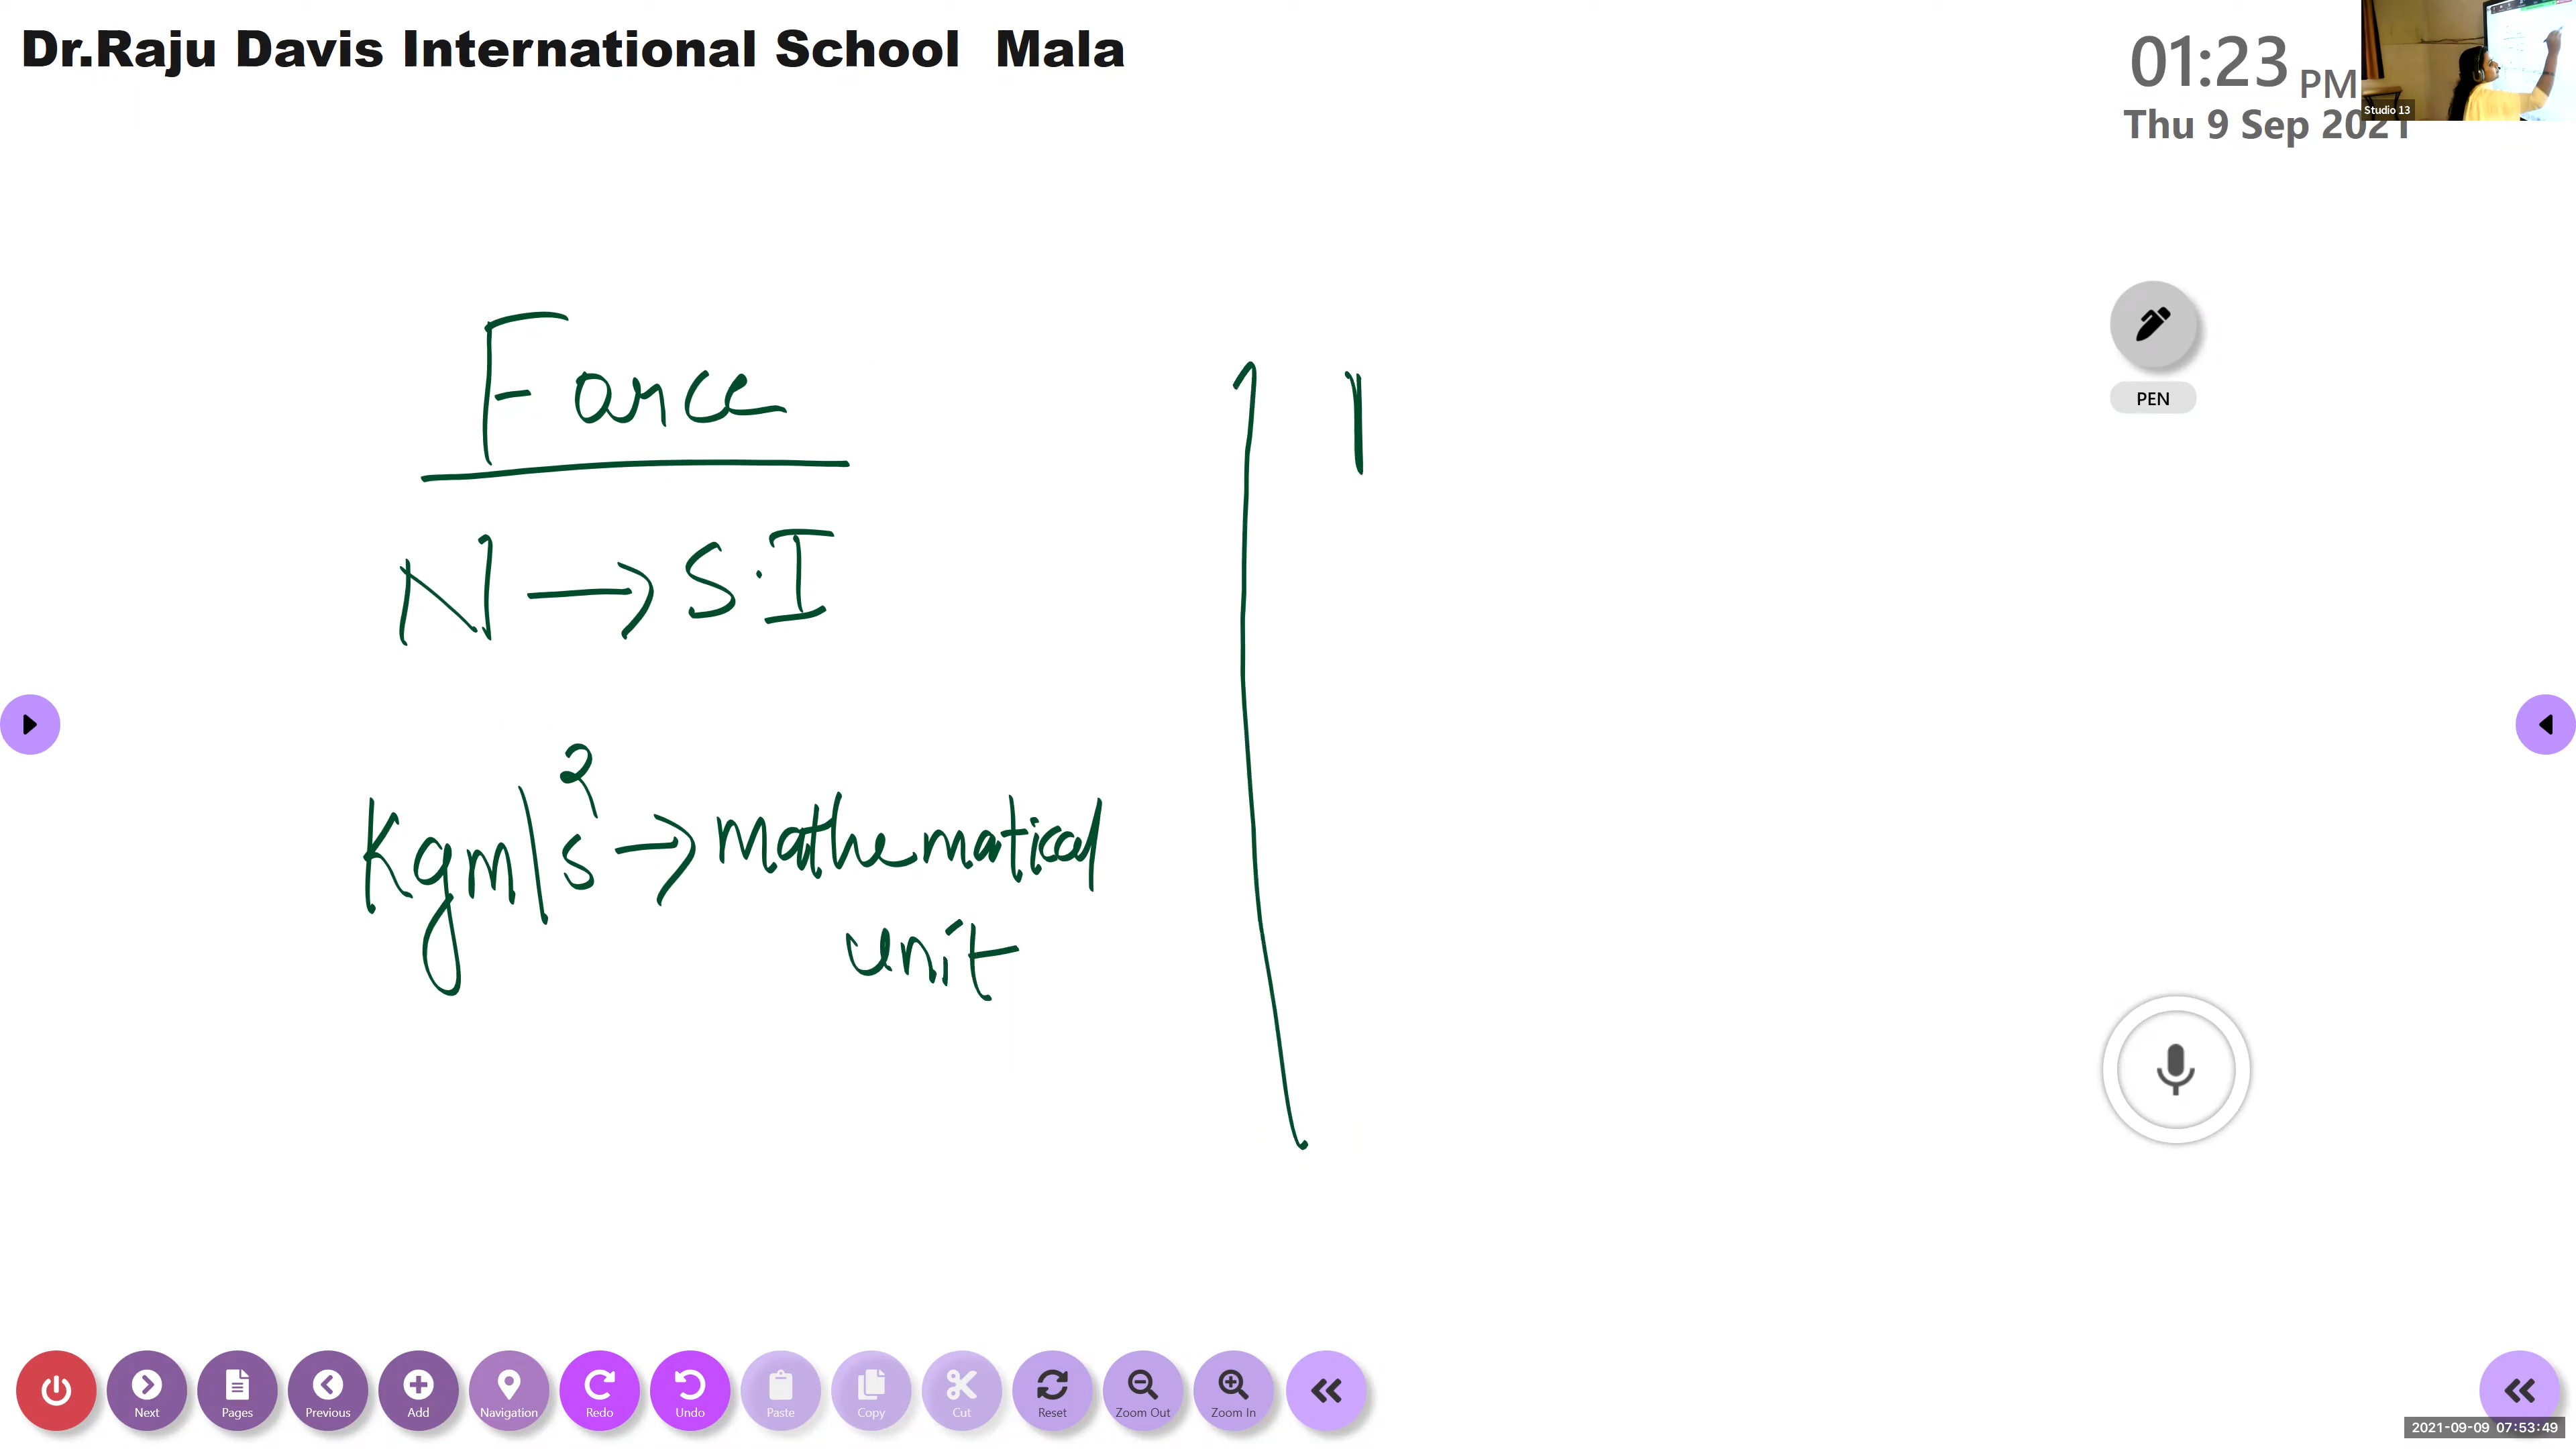 Dr.Raju Davis International School Mala
01:23 PM
Thu 9 Sep 2021
Studio 13
Force
N → S.I
PEN
Kgm/s² → mathematical
unit
Next
Pages
Previous
Add
Navigation
Redo
Undo
Paste
Copy
Cut
Reset
Zoom Out
Zoom In
2021-09-09 07:53:49